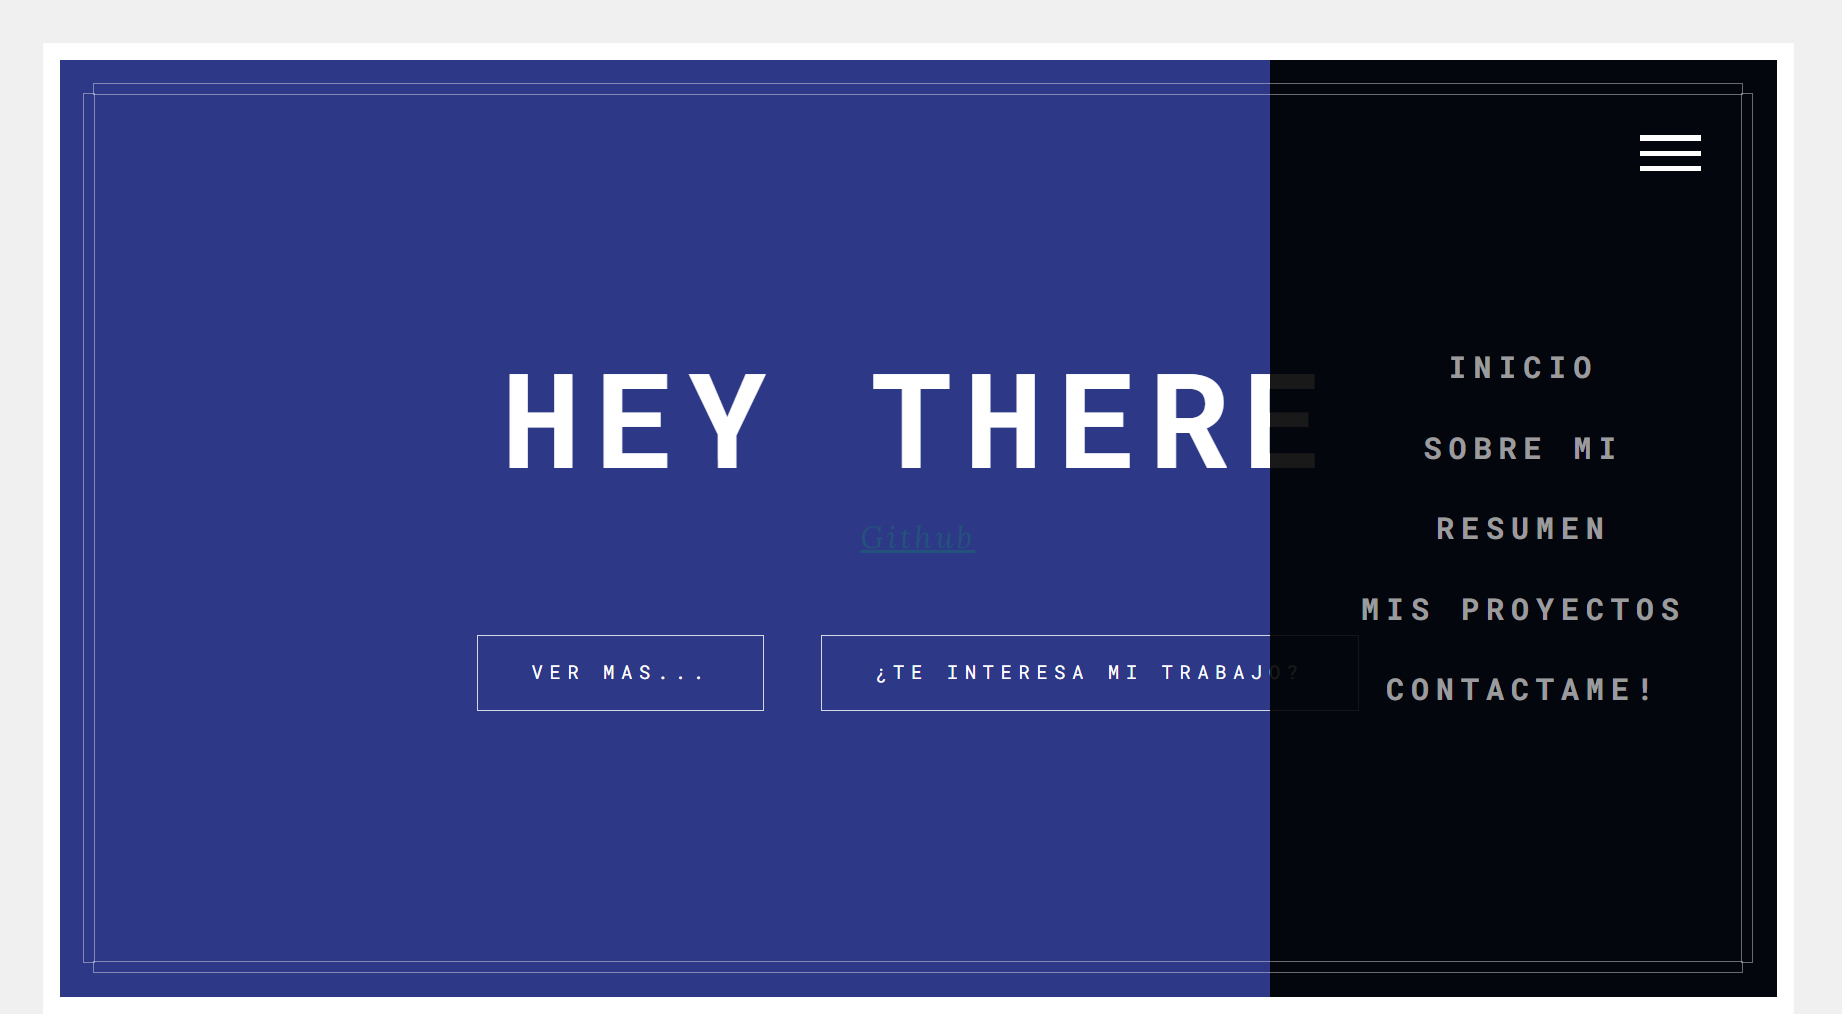 HEY THERE
Github
VER MAS...
¿TE INTERESA MI TRABAJO?
INICIO
SOBRE MI
RESUMEN
MIS PROYECTOS
CONTACTAME!